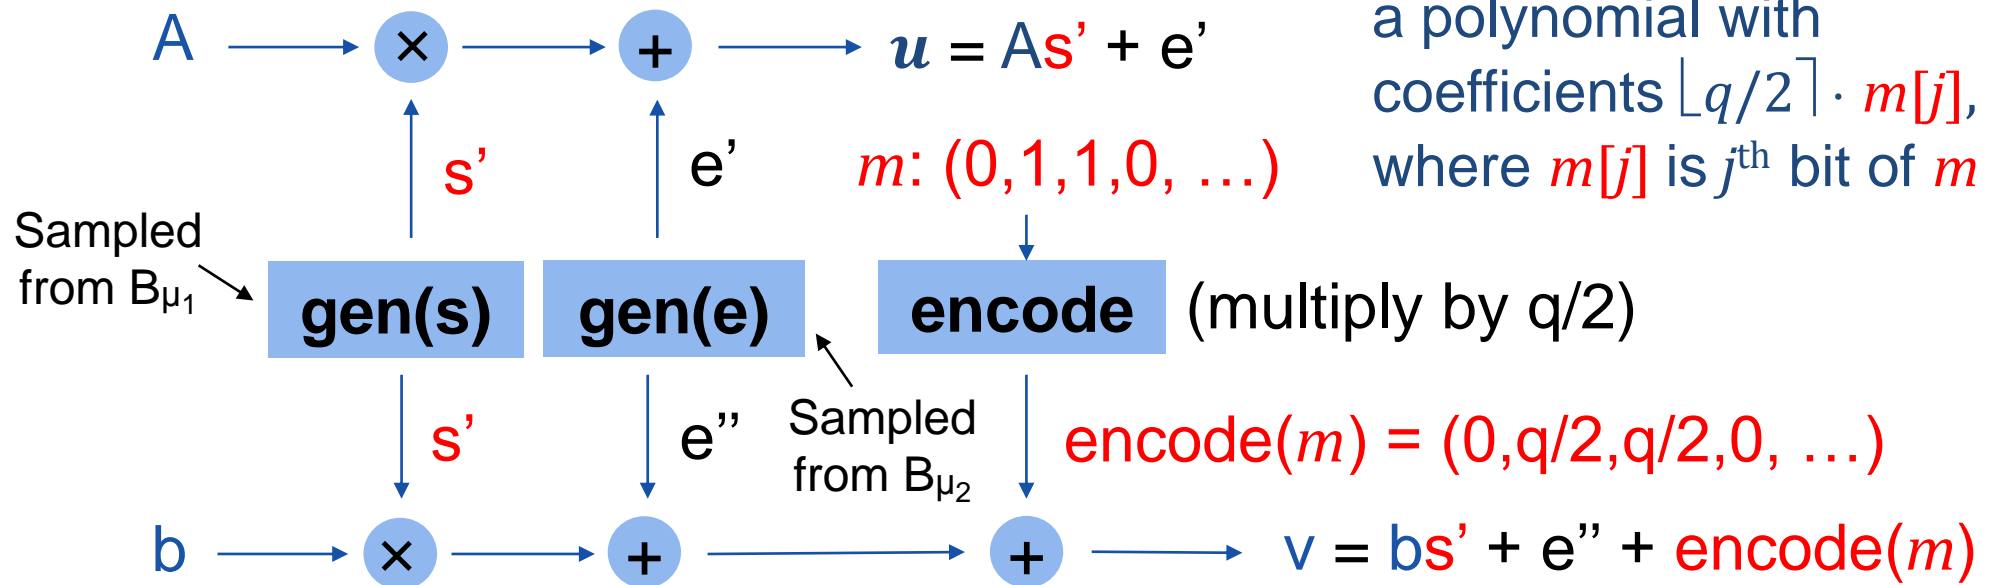 a polynomial with
A × + u = As’ + e’
coefficients ⌊q/2⌉ · m[j],
s’ e’ m: (0,1,1,0, …)
where m[j] is jth bit of m
Sampled
from Bμ1
gen(s) gen(e) encode (multiply by q/2)
s’ e’’ Sampled
from Bμ2
encode(m) = (0,q/2,q/2,0, …)
b × + + v = bs’ + e’’ + encode(m)